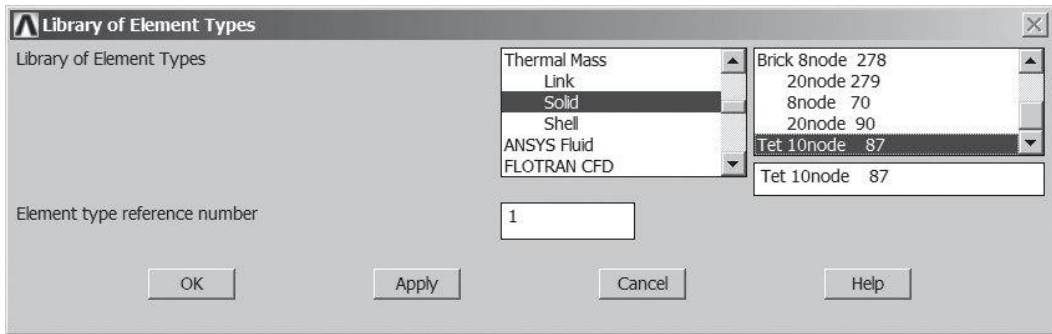 Library of Element Types
Library of Element Types
Thermal Mass
Link
Solid
Shell
ANSYS Fluid
FLOTRAN CFD
Brick 8node 278
20node 279
8node 70
20node 90
Tet 10node 87
Tet 10node 87
Element type reference number
1
OK Apply Cancel Help